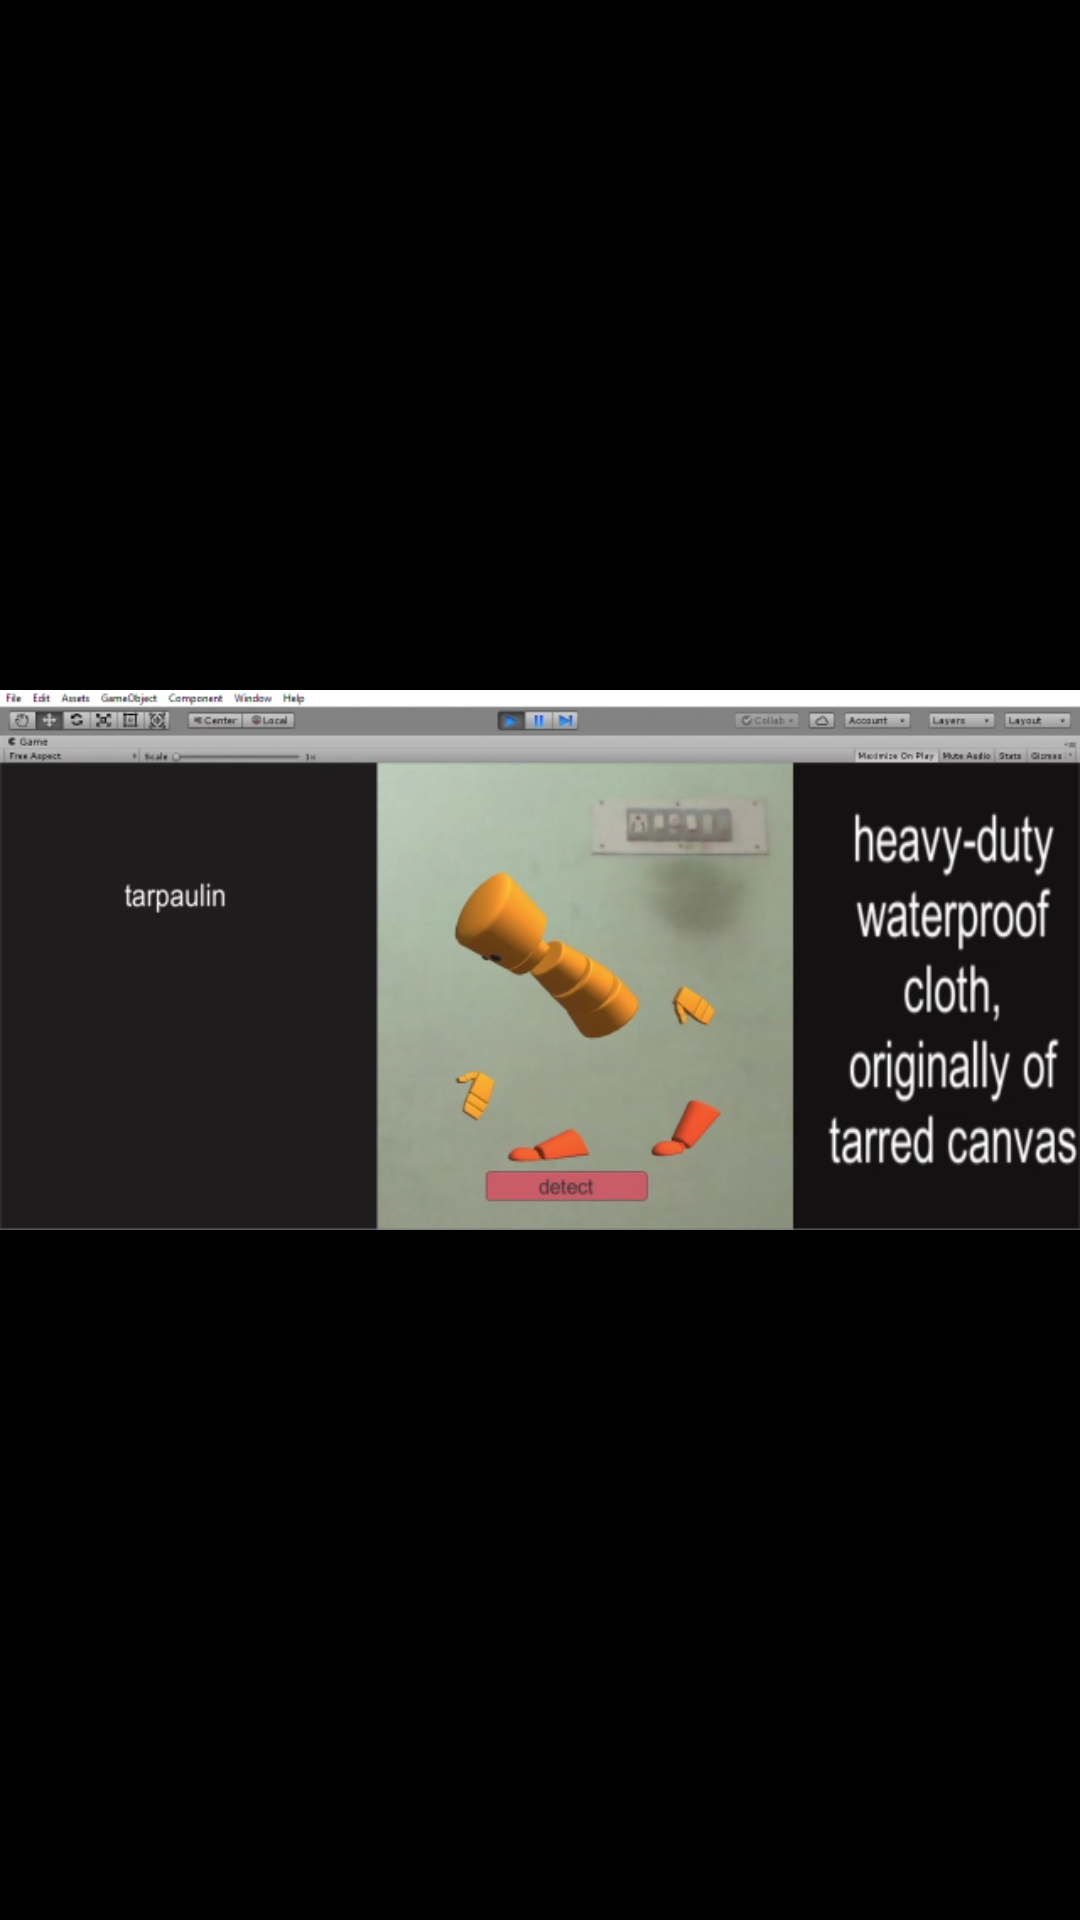 File Edit Assets GameObject Component Window Help
Center Local Collab Account Layers Layout
Game
Free Aspect Scale 1x Maximize On Play Mute Audio Stats Gizmos
tarpaulin
heavy-duty
waterproof
cloth,
originally of
tarred canvas
detect